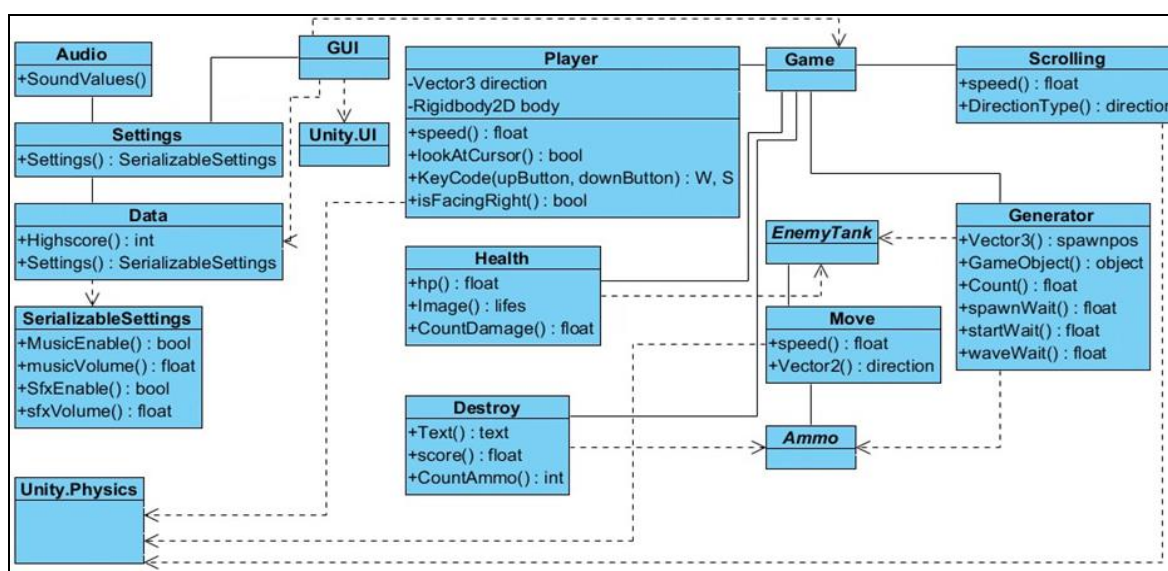 Audio
+SoundValues()
GUI
Settings
+Settings() : SerializableSettings
Unity.UI
Data
+Highscore() : int
+Settings() : SerializableSettings
SerializableSettings
+MusicEnable() : bool
+musicVolume() : float
+SfxEnable() : bool
+sfxVolume() : float
Unity.Physics
Player
-Vector3 direction
-Rigidbody2D body
+speed() : float
+lookAtCursor() : bool
+KeyCode(upButton, downButton) : W, S
+isFacingRight() : bool
Health
+hp() : float
+Image() : lifes
+CountDamage() : float
Destroy
+Text() : text
+score() : float
+CountAmmo() : int
Game
EnemyTank
Move
+speed() : float
+Vector2() : direction
Ammo
Scrolling
+speed() : float
+DirectionType() : direction
Generator
+Vector3() : spawnpos
+GameObject() : object
+Count() : float
+spawnWait() : float
+startWait() : float
+waveWait() : float